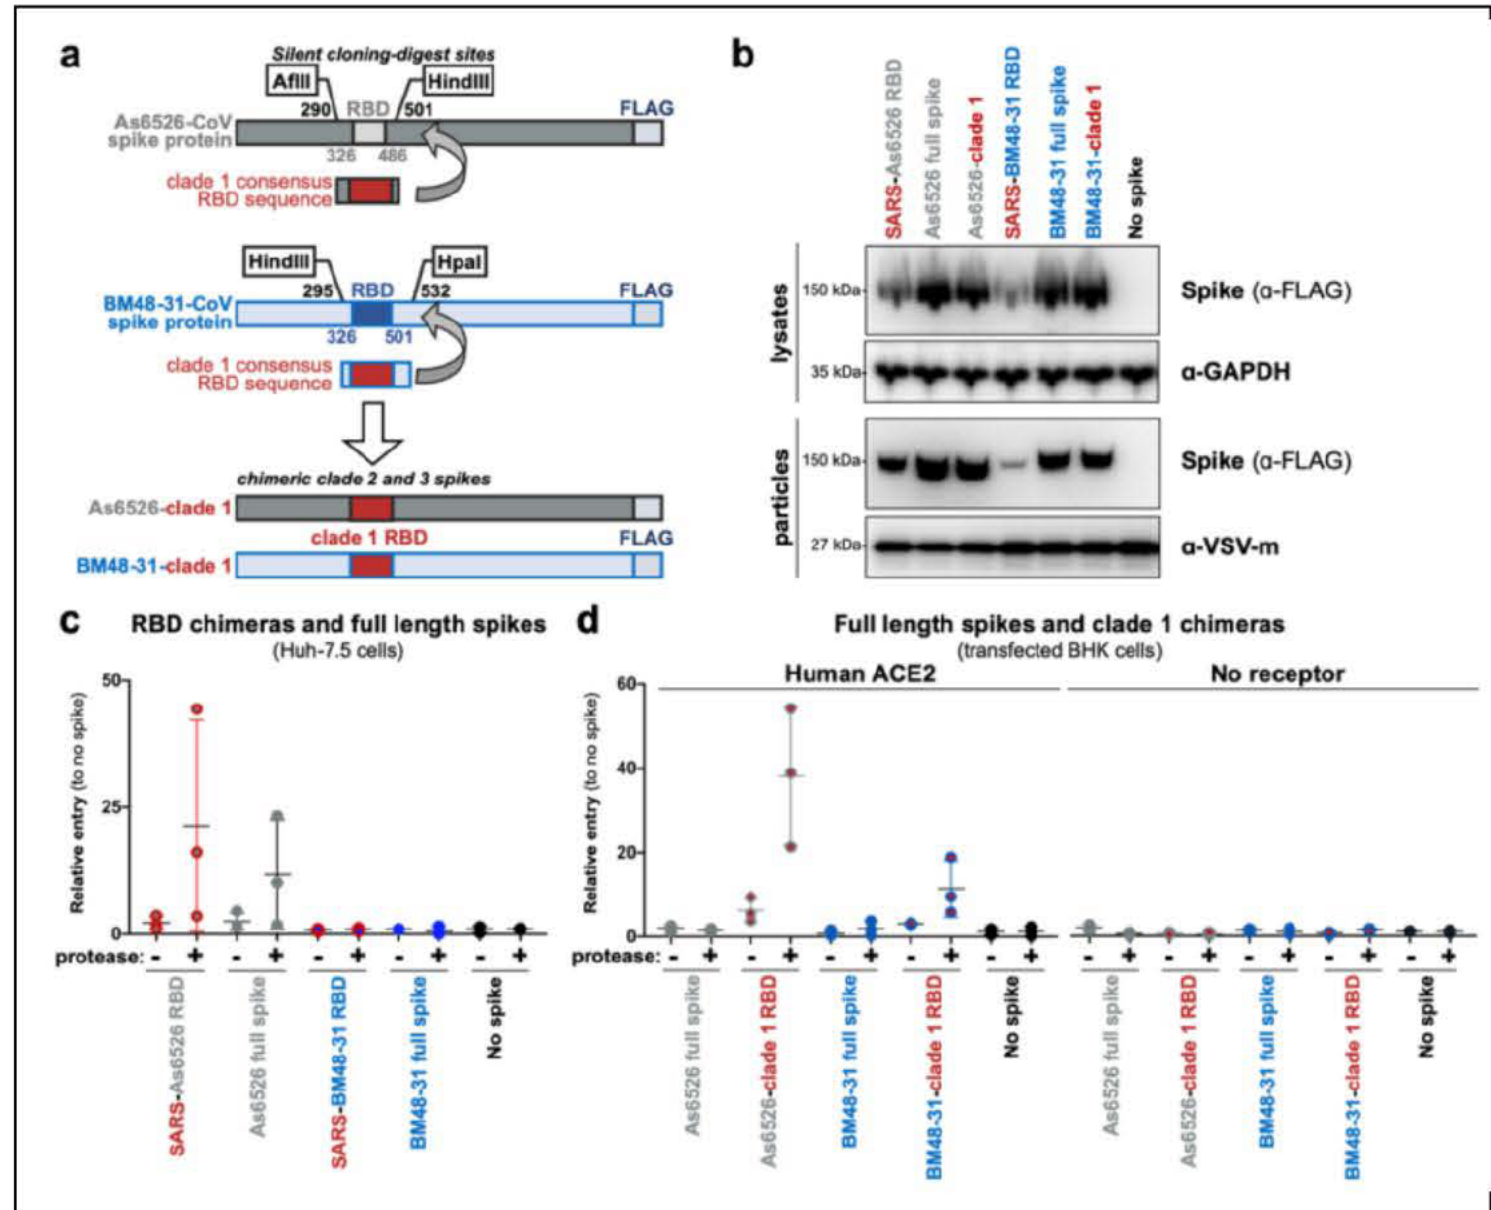 a
Silent cloning-digest sites
AflII
HindIII
290
RBD
501
FLAG
As6526-CoV
spike protein
326
486
clade 1 consensus
RBD sequence
HindIII
HpaI
295
RBD
532
FLAG
BM48-31-CoV
spike protein
326
501
clade 1 consensus
RBD sequence
chimeric clade 2 and 3 spikes
As6526-clade 1
clade 1 RBD
FLAG
BM48-31-clade 1
b
SARS-As6526 RBD
As6526 full spike
As6526-clade 1
SARS-BM48-31 RBD
BM48-31 full spike
BM48-31-clade 1
No spike
lysates
150 kDa
Spike (α-FLAG)
35 kDa
α-GAPDH
particles
150 kDa
Spike (α-FLAG)
27 kDa
α-VSV-m
c
RBD chimeras and full length spikes
(Huh-7.5 cells)
Relative entry (to no spike)
50
25
0
protease: - + - + - + - + - +
SARS-As6526 RBD
As6526 full spike
SARS-BM48-31 RBD
BM48-31 full spike
No spike
d
Full length spikes and clade 1 chimeras
(transfected BHK cells)
Human ACE2
No receptor
Relative entry (to no spike)
60
40
20
0
protease: - + - + - + - + - + - + - + - + - + - +
As6526 full spike
As6526-clade 1 RBD
BM48-31 full spike
BM48-31-clade 1 RBD
No spike
As6526 full spike
As6526-clade 1 RBD
BM48-31 full spike
BM48-31-clade 1 RBD
No spike